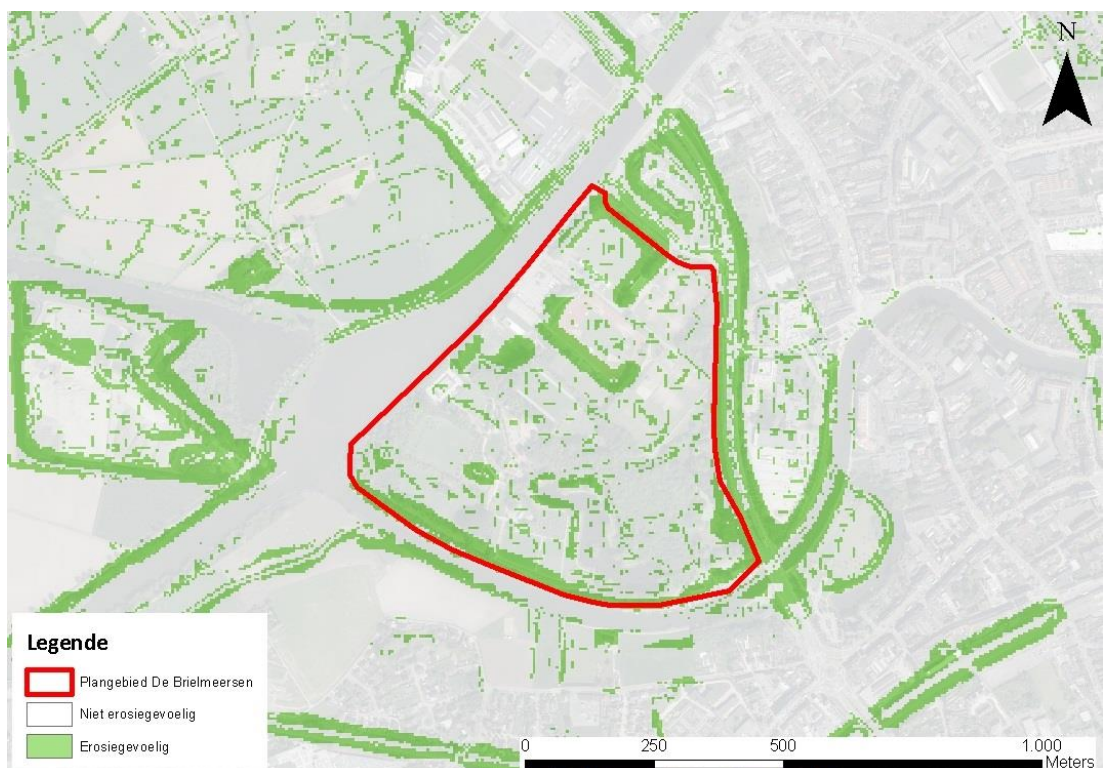 N
Legende
Plangebied De Brielmeersen
Niet erosiegevoelig
Erosiegevoelig
0 250 500 1.000
Meters